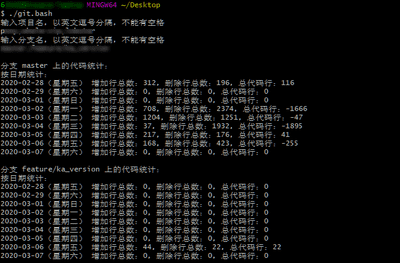 MINGW64 ~/Desktop
$ ./git.bash
输入项目名，以英文逗号分隔，不能有空格
输入分支名，以英文逗号分隔，不能有空格
分支 master 上的代码统计：
按日期统计：
2020-02-28（星期五） 增加行总数：312，删除行总数：196，总代码行：116
2020-02-29（星期六） 增加行总数：0，删除行总数：0，总代码行：0
2020-03-01（星期日） 增加行总数：0，删除行总数：0，总代码行：0
2020-03-02（星期一） 增加行总数：708，删除行总数：2374，总代码行：-1666
2020-03-03（星期二） 增加行总数：1204，删除行总数：1251，总代码行：-47
2020-03-04（星期三） 增加行总数：37，删除行总数：1932，总代码行：-1895
2020-03-05（星期四） 增加行总数：217，删除行总数：176，总代码行：41
2020-03-06（星期五） 增加行总数：168，删除行总数：423，总代码行：-255
2020-03-07（星期六） 增加行总数：0，删除行总数：0，总代码行：0
分支 feature/ka_version 上的代码统计：
按日期统计：
2020-02-28（星期五） 增加行总数：0，删除行总数：0，总代码行：0
2020-02-29（星期六） 增加行总数：0，删除行总数：0，总代码行：0
2020-03-01（星期日） 增加行总数：0，删除行总数：0，总代码行：0
2020-03-02（星期一） 增加行总数：0，删除行总数：0，总代码行：0
2020-03-03（星期二） 增加行总数：0，删除行总数：0，总代码行：0
2020-03-04（星期三） 增加行总数：0，删除行总数：0，总代码行：0
2020-03-05（星期四） 增加行总数：0，删除行总数：0，总代码行：0
2020-03-06（星期五） 增加行总数：44，删除行总数：22，总代码行：22
2020-03-07（星期六） 增加行总数：0，删除行总数：0，总代码行：0